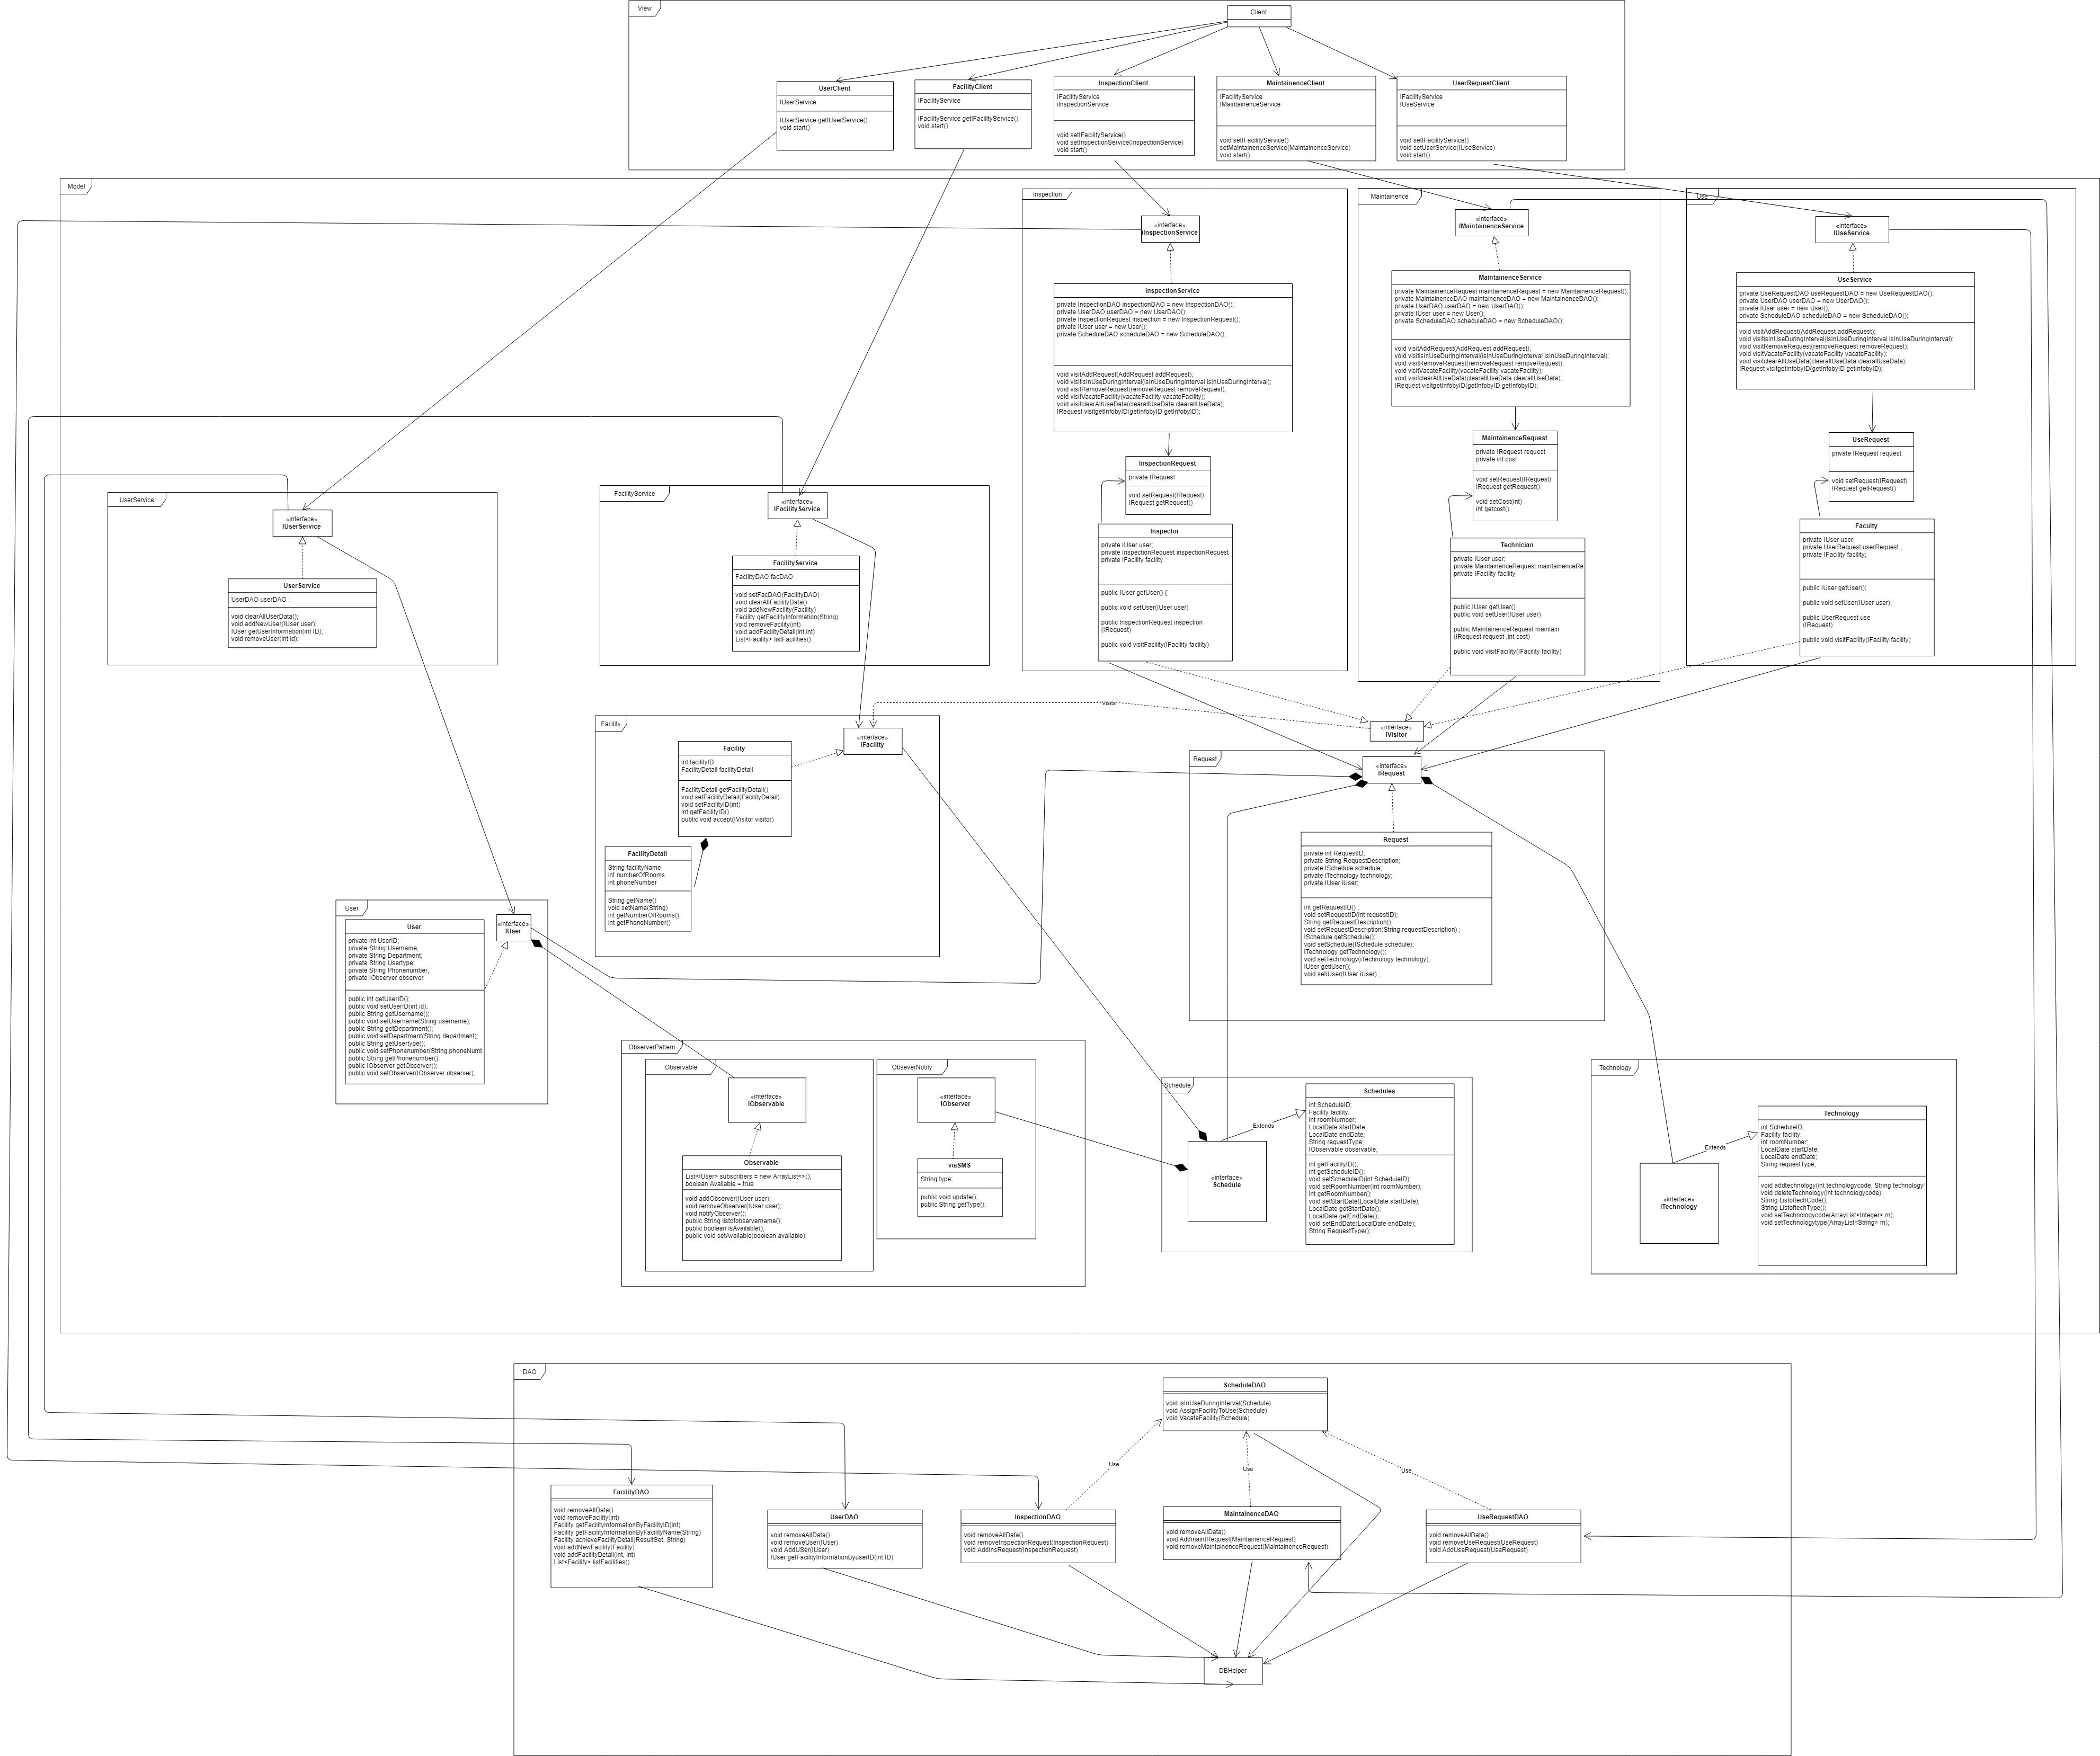 View
Client
UserClient
IUserService
IUserService getIUserService()
void start()
FacilityClient
IFacilityService
IFacilityService getIFacilityService()
void start()
InspectionClient
IFacilityService
iInspectionService
void setIFacilityService()
void setInspectionService(InspectionService)
void start()
MaintainenceClient
IFacilityService
IMaintainenceService
void setIFacilityService()
setMaintainenceService(MaintainenceService)
void start()
UserRequestClient
IFacilityService
IUseService
void setIFacilityService()
void setUserService(IUseService)
void start()
Model
Inspection
«interface»
iInspectionService
InspectionService
private InspectionDAO inspectionDAO = new InspectionDAO();
private UserDAO userDAO = new UserDAO();
private InspectionRequest inspection = new InspectionRequest();
private IUser user = new User();
private ScheduleDAO scheduleDAO = new ScheduleDAO();
void visitAddRequest(AddRequest addRequest);
void visitisInUseDuringInterval(isInUseDuringInterval isInUseDuringInterval);
void visitRemoveRequest(removeRequest removeRequest);
void visitVacateFacility(vacateFacility vacateFacility);
void visitclearAllUseData(clearallUseData clearallUseData);
IRequest visitgetInfobyID(getInfobyID getInfobyID);
InspectionRequest
private IRequest
void setRequest(IRequest)
IRequest getRequest()
Inspector
private IUser user;
private InspectionRequest inspectionRequest
private IFacility facility
public IUser getUser() {
public void setUser(IUser user)
public InspectionRequest inspection
(IRequest)
public void visitFacility(IFacility facility)
Maintainence
«interface»
IMaintainenceService
MaintainenceService
private MaintainenceRequest maintainenceRequest = new MaintainenceRequest();
private MaintainenceDAO maintainenceDAO = new MaintainenceDAO();
private UserDAO userDAO = new UserDAO();
private IUser user = new User();
private ScheduleDAO scheduleDAO = new ScheduleDAO();
void visitAddRequest(AddRequest addRequest);
void visitisInUseDuringInterval(isInUseDuringInterval isInUseDuringInterval);
void visitRemoveRequest(removeRequest removeRequest);
void visitVacateFacility(vacateFacility vacateFacility);
void visitclearAllUseData(clearallUseData clearallUseData);
IRequest visitgetInfobyID(getInfobyID getInfobyID);
MaintainenceRequest
private IRequest request
private int cost
void setRequest(IRequest)
IRequest getRequest()
void setCost(int)
int getcost()
Technician
private IUser user;
private MaintainenceRequest maintainenceRe
private IFacility facility
public IUser getUser()
public void setUser(IUser user)
public MaintainenceRequest maintain
(IRequest request ,int cost)
public void visitFacility(IFacility facility)
Use
«interface»
IUseService
UseService
private UseRequestDAO useRequestDAO = new UseRequestDAO();
private UserDAO userDAO = new UserDAO();
private IUser user = new User();
private ScheduleDAO scheduleDAO = new ScheduleDAO();
void visitAddRequest(AddRequest addRequest);
void visitisInUseDuringInterval(isInUseDuringInterval isInUseDuringInterval);
void visitRemoveRequest(removeRequest removeRequest);
void visitVacateFacility(vacateFacility vacateFacility);
void visitclearAllUseData(clearallUseData clearallUseData);
IRequest visitgetInfobyID(getInfobyID getInfobyID);
UseRequest
private IRequest request
void setRequest(IRequest)
IRequest getRequest()
Faculty
private IUser user;
private UserRequest userRequest ;
private IFacility facility;
public IUser getUser();
public void setUser(IUser user);
public UserRequest use
(IRequest)
public void visitFacility(IFacility facility)
UserService
«interface»
IUserService
UserService
UserDAO userDAO ;
void clearAllUserData();
void addNewUser(IUser user);
IUser getUserInformation(int ID);
void removeUser(int id);
FacilityService
«interface»
IFacilityService
FacilityService
FacilityDAO facDAO
void setFacDAO(FacilityDAO)
void clearAllFacilityData()
void addNewFacility(Facility)
Facility getFacilityInformation(String)
void removeFacility(int)
void addFacilityDetail(int,int)
List<Facility> listFacilities()
Visits
«interface»
IVisitor
Facility
«interface»
IFacility
Facility
int facilityID
FacilityDetail facilityDetail
FacilityDetail getFacilityDetail()
void setFacilityDetail(FacilityDetail)
void setFacilityID(int)
int getFacilityID()
public void accept(IVisitor visitor)
FacilityDetail
String facilityName
int numberOfRooms
int phoneNumber
String getName()
void setName(String)
int getNumberOfRooms()
int getPhoneNumber()
Request
«interface»
IRequest
Request
private int RequestID;
private String RequestDescription;
private ISchedule schedule;
private iTechnology technology;
private IUser iUser;
int getRequestID() ;
void setRequestID(int requestID);
String getRequestDescription();
void setRequestDescription(String requestDescription) ;
ISchedule getSchedule();
void setSchedule(ISchedule schedule);
iTechnology getTechnology();
void setTechnology(iTechnology technology);
IUser getiUser();
void setiUser(IUser iUser) ;
User
«interface»
IUser
User
private int UserID;
private String Username;
private String Department;
private String Usertype;
private String Phonenumber;
private IObserver observer
public int getUserID();
public void setUserID(int id);
public String getUsername();
public void setUsername(String username);
public String getDepartment();
public void setDepartment(String department);
public String getUsertype();
public void setPhonenumber(String phoneNumt
public String getPhonenumber();
public IObserver getObserver();
public void setObserver(IObserver observer);
ObserverPattern
Observable
«interface»
IObservable
Observable
List<IUser> subscribers = new ArrayList<>();
boolean Available = true
void addObserver(IUser user);
void removeObserver(IUser user);
void notifyObserver();
public String listofobservername();
public boolean isAvailable();
public void setAvailable(boolean available);
ObseverNotify
«interface»
IObserver
viaSMS
String type;
public void update();
public String getType();
Schedule
Extends
«interface»
Schedule
Schedules
int ScheduleID;
Facility facility;
int roomNumber;
LocalDate startDate;
LocalDate endDate;
String requestType;
IObservable observable;
int getFacilityID();
int getScheduleID();
void setScheduleID(int ScheduleID);
void setRoomNumber(int roomNumber);
int getRoomNumber();
void setStartDate(LocalDate startDate);
LocalDate getStartDate();
LocalDate getEndDate();
void setEndDate(LocalDate endDate);
String RequestType();
Technology
Extends
«interface»
iTechnology
Technology
int ScheduleID;
Facility facility;
int roomNumber;
LocalDate startDate;
LocalDate endDate;
String requestType;
void addtechnology(int technologycode, String technology
void deleteTechnology(int technologycode);
String ListoftechCode();
String ListoftechType();
void setTechnologycode(ArrayList<Integer> m);
void setTechnologytype(ArrayList<String> m);
DAO
ScheduleDAO
void isInUseDuringInterval(Schedule)
void AssignFacilityToUse(Schedule)
void VacateFacility(Schedule)
Use
Use
Use
FacilityDAO
void removeAllData()
void removeFacility(int)
Facility getFacilityInformationByFacilityID(int)
Facility getFacilityInformationByFacilityName(String)
Facility achieveFacilityDetail(ResultSet, String)
void addNewFacility(Facility)
void addFacilityDetail(int, int)
List<Facility> listFacilities()
UserDAO
void removeAllData()
void removeUser(IUser)
void AddUSer(IUser)
IUser getFacilityInformationByuserID(int ID)
InspectionDAO
void removeAllData()
void removeInspectionRequest(InspectionRequest)
void AddInsRequest(InspectionRequest)
MaintainenceDAO
void removeAllData()
void AddmaintRequest(MaintenanceRequest)
void removeMaintainenceRequest(MaintainenceRequest)
UseRequestDAO
void removeAllData()
void removeUseRequest(UseRequest)
void AddUseRequest(UseRequest)
DBHelper